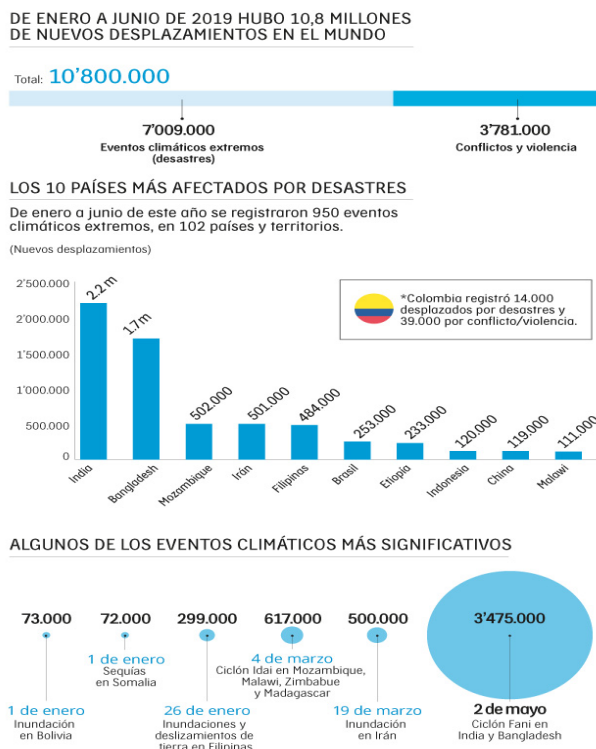 DE ENERO A JUNIO DE 2019 HUBO 10,8 MILLONES
DE NUEVOS DESPLAZAMIENTOS EN EL MUNDO
Total: 10’800.000
7’009.000
Eventos climáticos extremos
(desastres)
3’781.000
Conflictos y violencia
LOS 10 PAÍSES MÁS AFECTADOS POR DESASTRES
De enero a junio de este año se registraron 950 eventos
climáticos extremos, en 102 países y territorios.
(Nuevos desplazamientos)
*Colombia registró 14.000
desplazados por desastres y
39.000 por conflicto/violencia.
2’500.000
2’000.000
1’500.000
1’000.000
500.000
0
2.2 m
1.7m
502.000
501.000
484.000
253.000
233.000
120.000
119.000
111.000
India
Bangladesh
Mozambique
Irán
Filipinas
Brasil
Etiopía
Indonesia
China
Malawi
ALGUNOS DE LOS EVENTOS CLIMÁTICOS MÁS SIGNIFICATIVOS
73.000
1 de enero
Inundación
en Bolivia
72.000
1 de enero
Sequías
en Somalia
299.000
26 de enero
Inundaciones y
deslizamientos de
tierra en Filipinas
617.000
4 de marzo
Ciclón Idai en Mozambique,
Malawi, Zimbabue
y Madagascar
500.000
19 de marzo
Inundación
en Irán
3’475.000
2 de mayo
Ciclón Fani en
India y Bangladesh